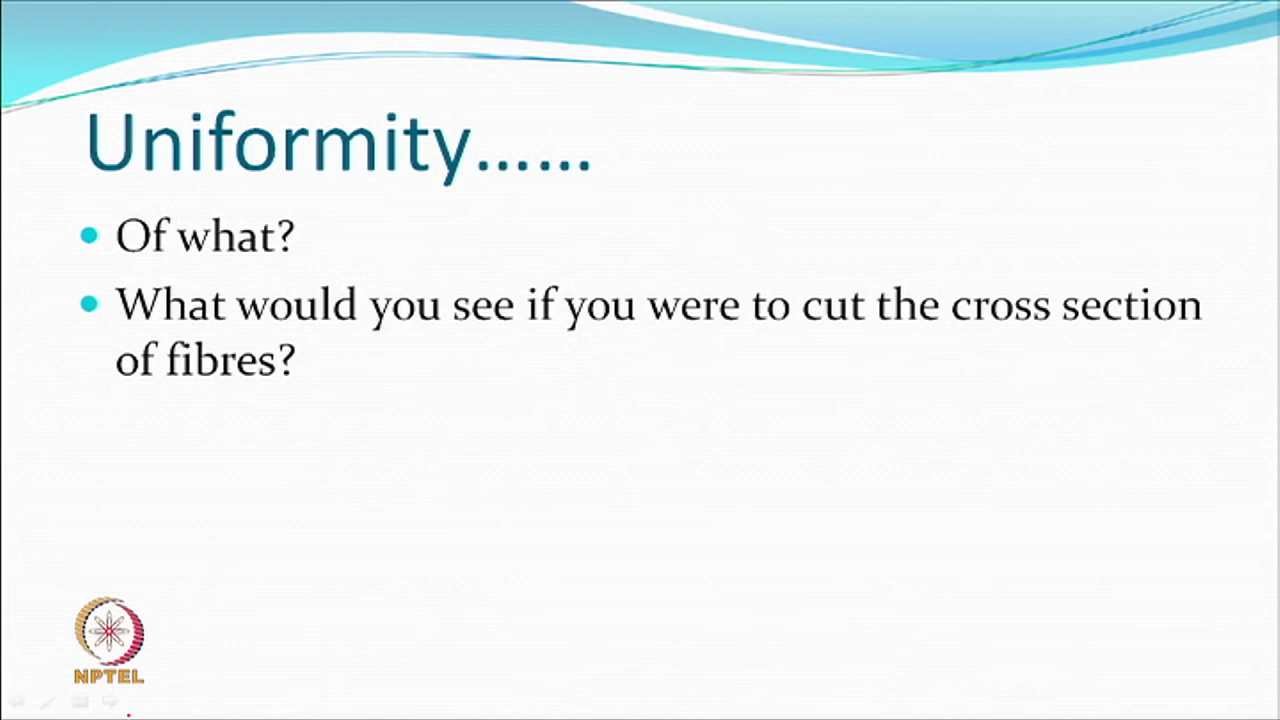 Uniformity......
Of what?
What would you see if you were to cut the cross section
of fibres?
NPTEL